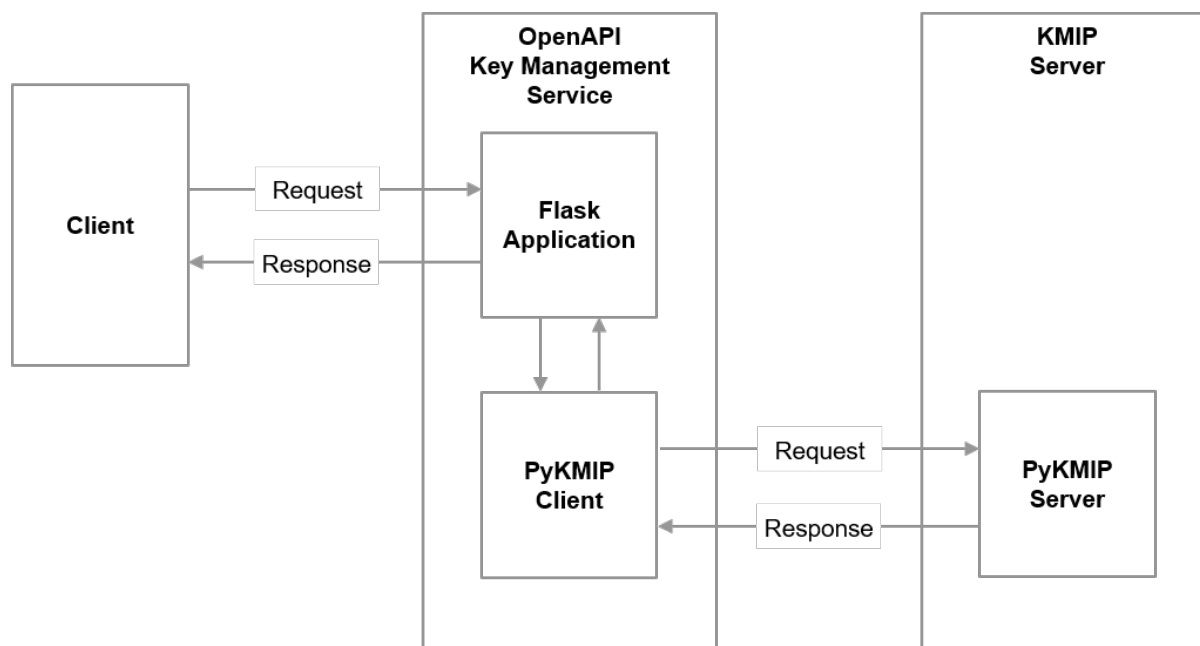 OpenAPI
Key Management
Service
KMIP
Server
Client
Request
Response
Flask
Application
PyKMIP
Client
Request
Response
PyKMIP
Server